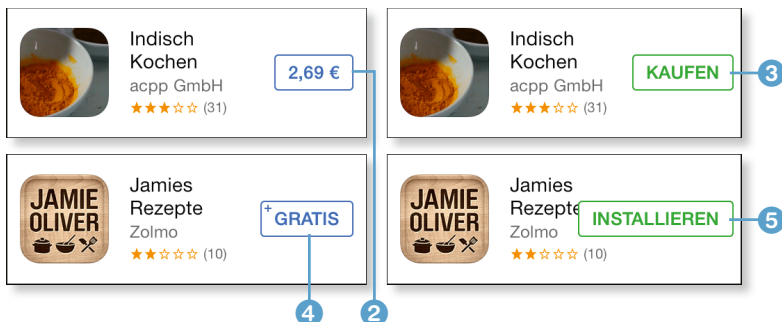 Indisch
Kochen
acpp GmbH
★★★☆☆ (31)
2,69 €
Indisch
Kochen
acpp GmbH
★★★☆☆ (31)
KAUFEN
3
JAMIE
OLIVER
Jamies
Rezepte
Zolmo
★★☆☆☆ (10)
+GRATIS
JAMIE
OLIVER
Jamies
Rezepte
Zolmo
★★☆☆☆ (10)
INSTALLIEREN
5
4
2